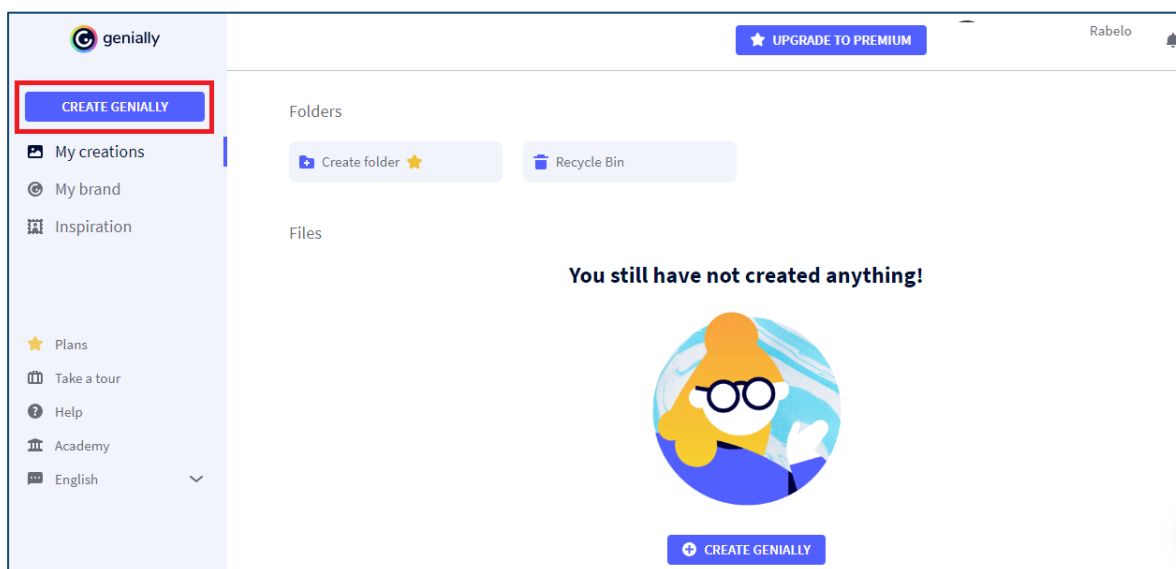 genially
UPGRADE TO PREMIUM
Rabelo
CREATE GENIALLY
My creations
My brand
Inspiration
Plans
Take a tour
Help
Academy
English
Folders
Create folder
Recycle Bin
Files
You still have not created anything!
CREATE GENIALLY